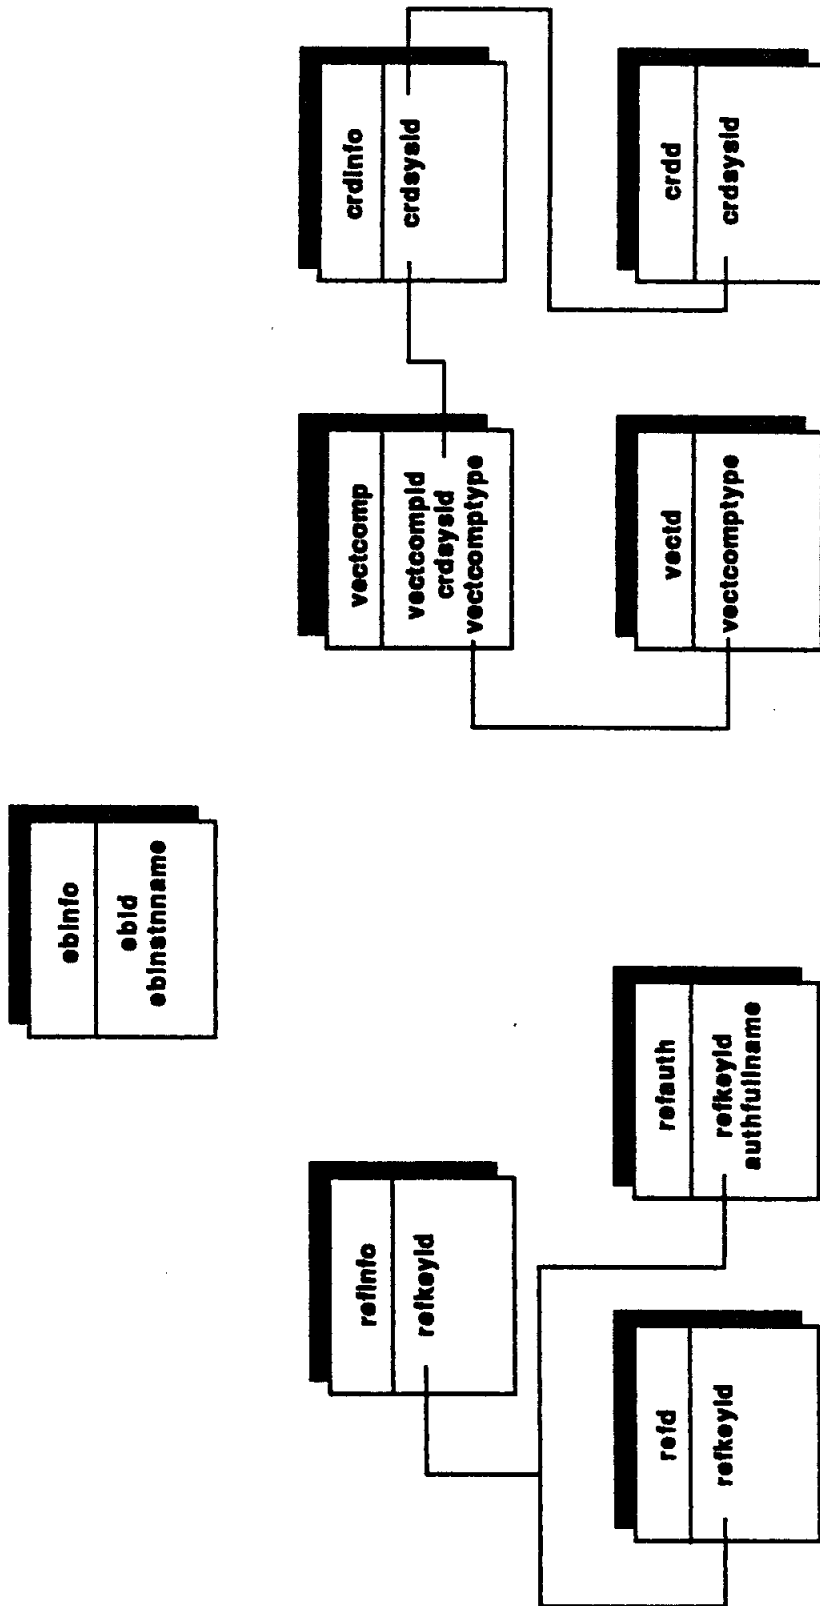 ebinfo
ebid
ebinstnname
refinfo
refkeyid
vectcomp
vectcompid
crdsysid
vectcomptype
crdinfo
crdsysid
refd
refkeyid
refauth
refkeyid
authfullname
vectd
vectcomptype
crdd
crdsysid